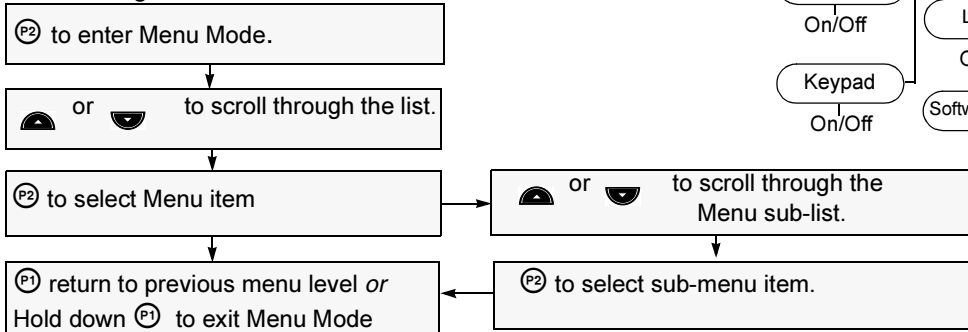 P2 to enter Menu Mode.
or to scroll through the list.
P2 to select Menu item
P1 return to previous menu level or
Hold down P1 to exit Menu Mode
or to scroll through the
Menu sub-list.
P2 to select sub-menu item.
On/Off
Keypad
On/Off